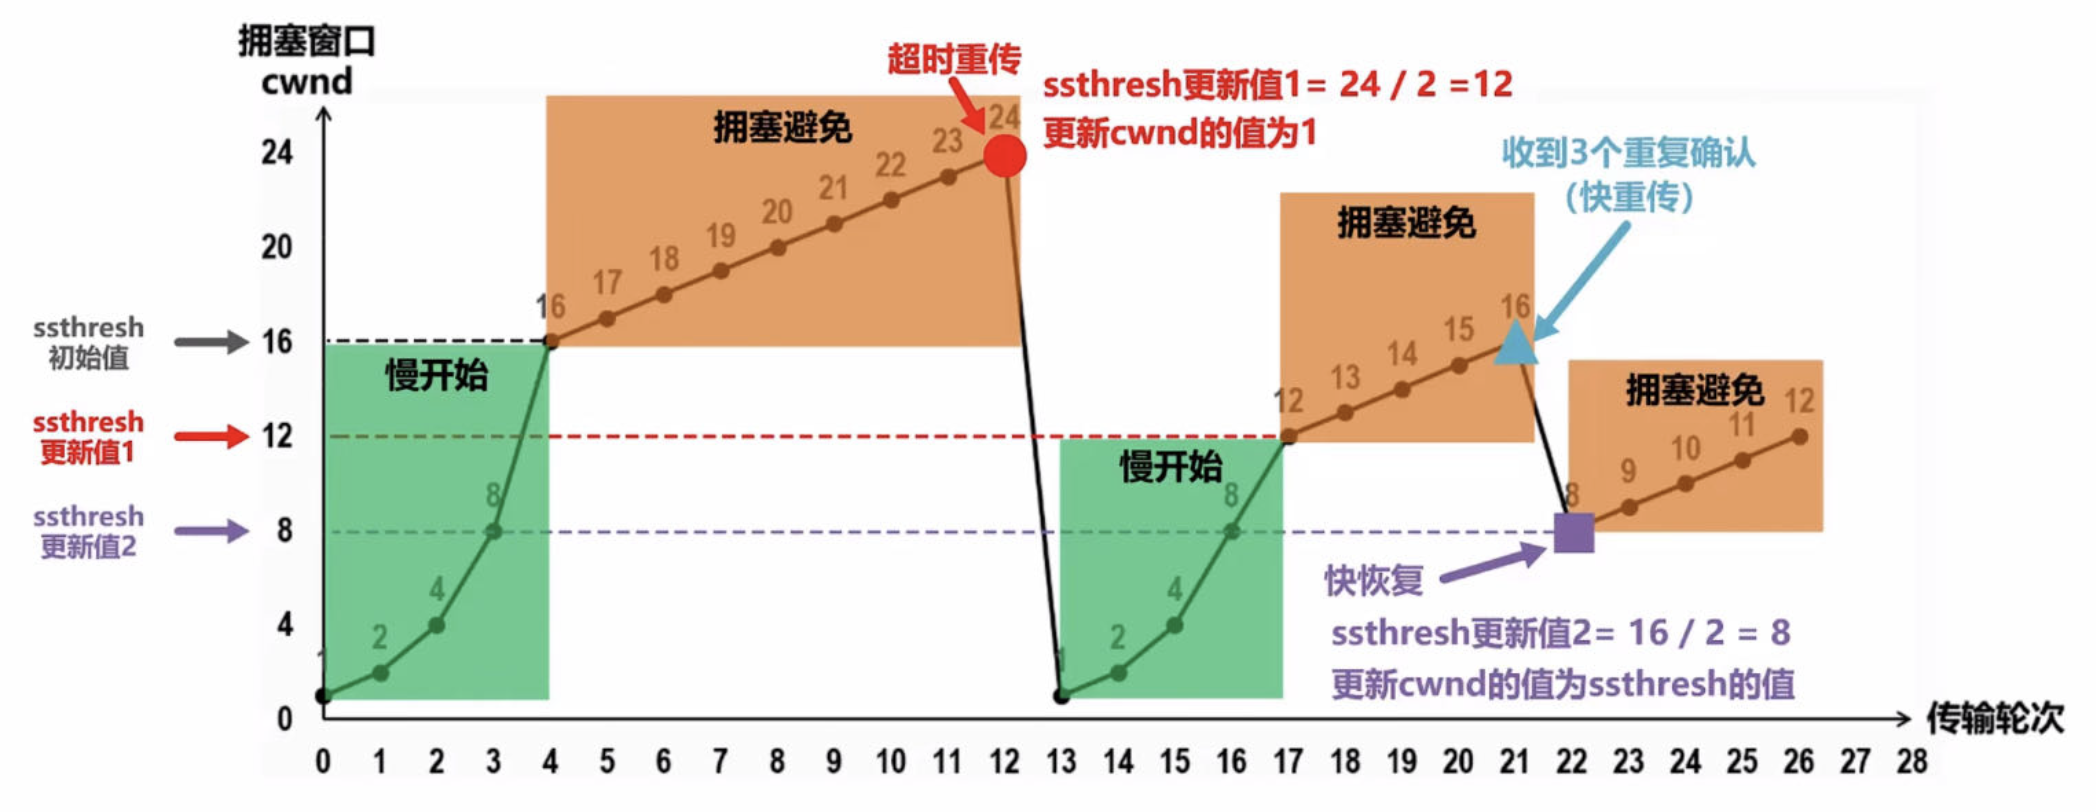 拥塞窗口
cwnd
超时重传
ssthresh更新值1= 24 / 2 =12
更新cwnd的值为1
收到3个重复确认
（快重传）
拥塞避免
拥塞避免
拥塞避免
慢开始
慢开始
24
20
16
12
8
4
0
ssthresh
初始值
ssthresh
更新值1
ssthresh
更新值2
1
2
4
8
16
17
18
19
20
21
22
23
24
1
2
4
8
12
13
14
15
16
8
9
10
11
12
快恢复
ssthresh更新值2= 16 / 2 = 8
更新cwnd的值为ssthresh的值
传输轮次
0 1 2 3 4 5 6 7 8 9 10 11 12 13 14 15 16 17 18 19 20 21 22 23 24 25 26 27 28